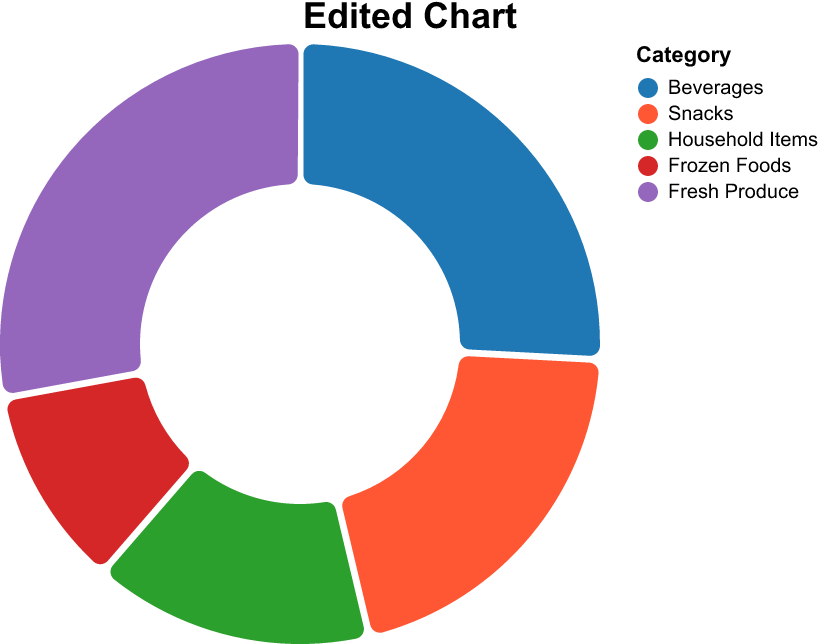 Edited Chart
Category
Beverages
Snacks
Household Items
Frozen Foods
Fresh Produce